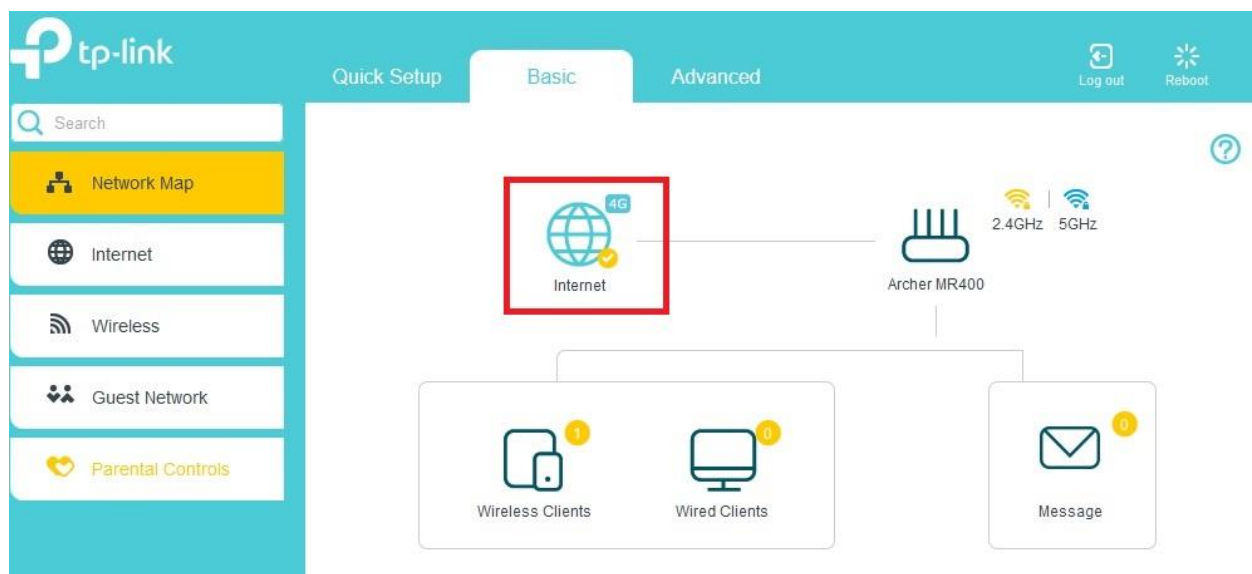 tp-link
Quick Setup
Basic
Advanced
Log out
Reboot
Search
Network Map
Internet
Wireless
Guest Network
Parental Controls
?
4G
Internet
2.4GHz
5GHz
Archer MR400
1
Wireless Clients
0
Wired Clients
0
Message